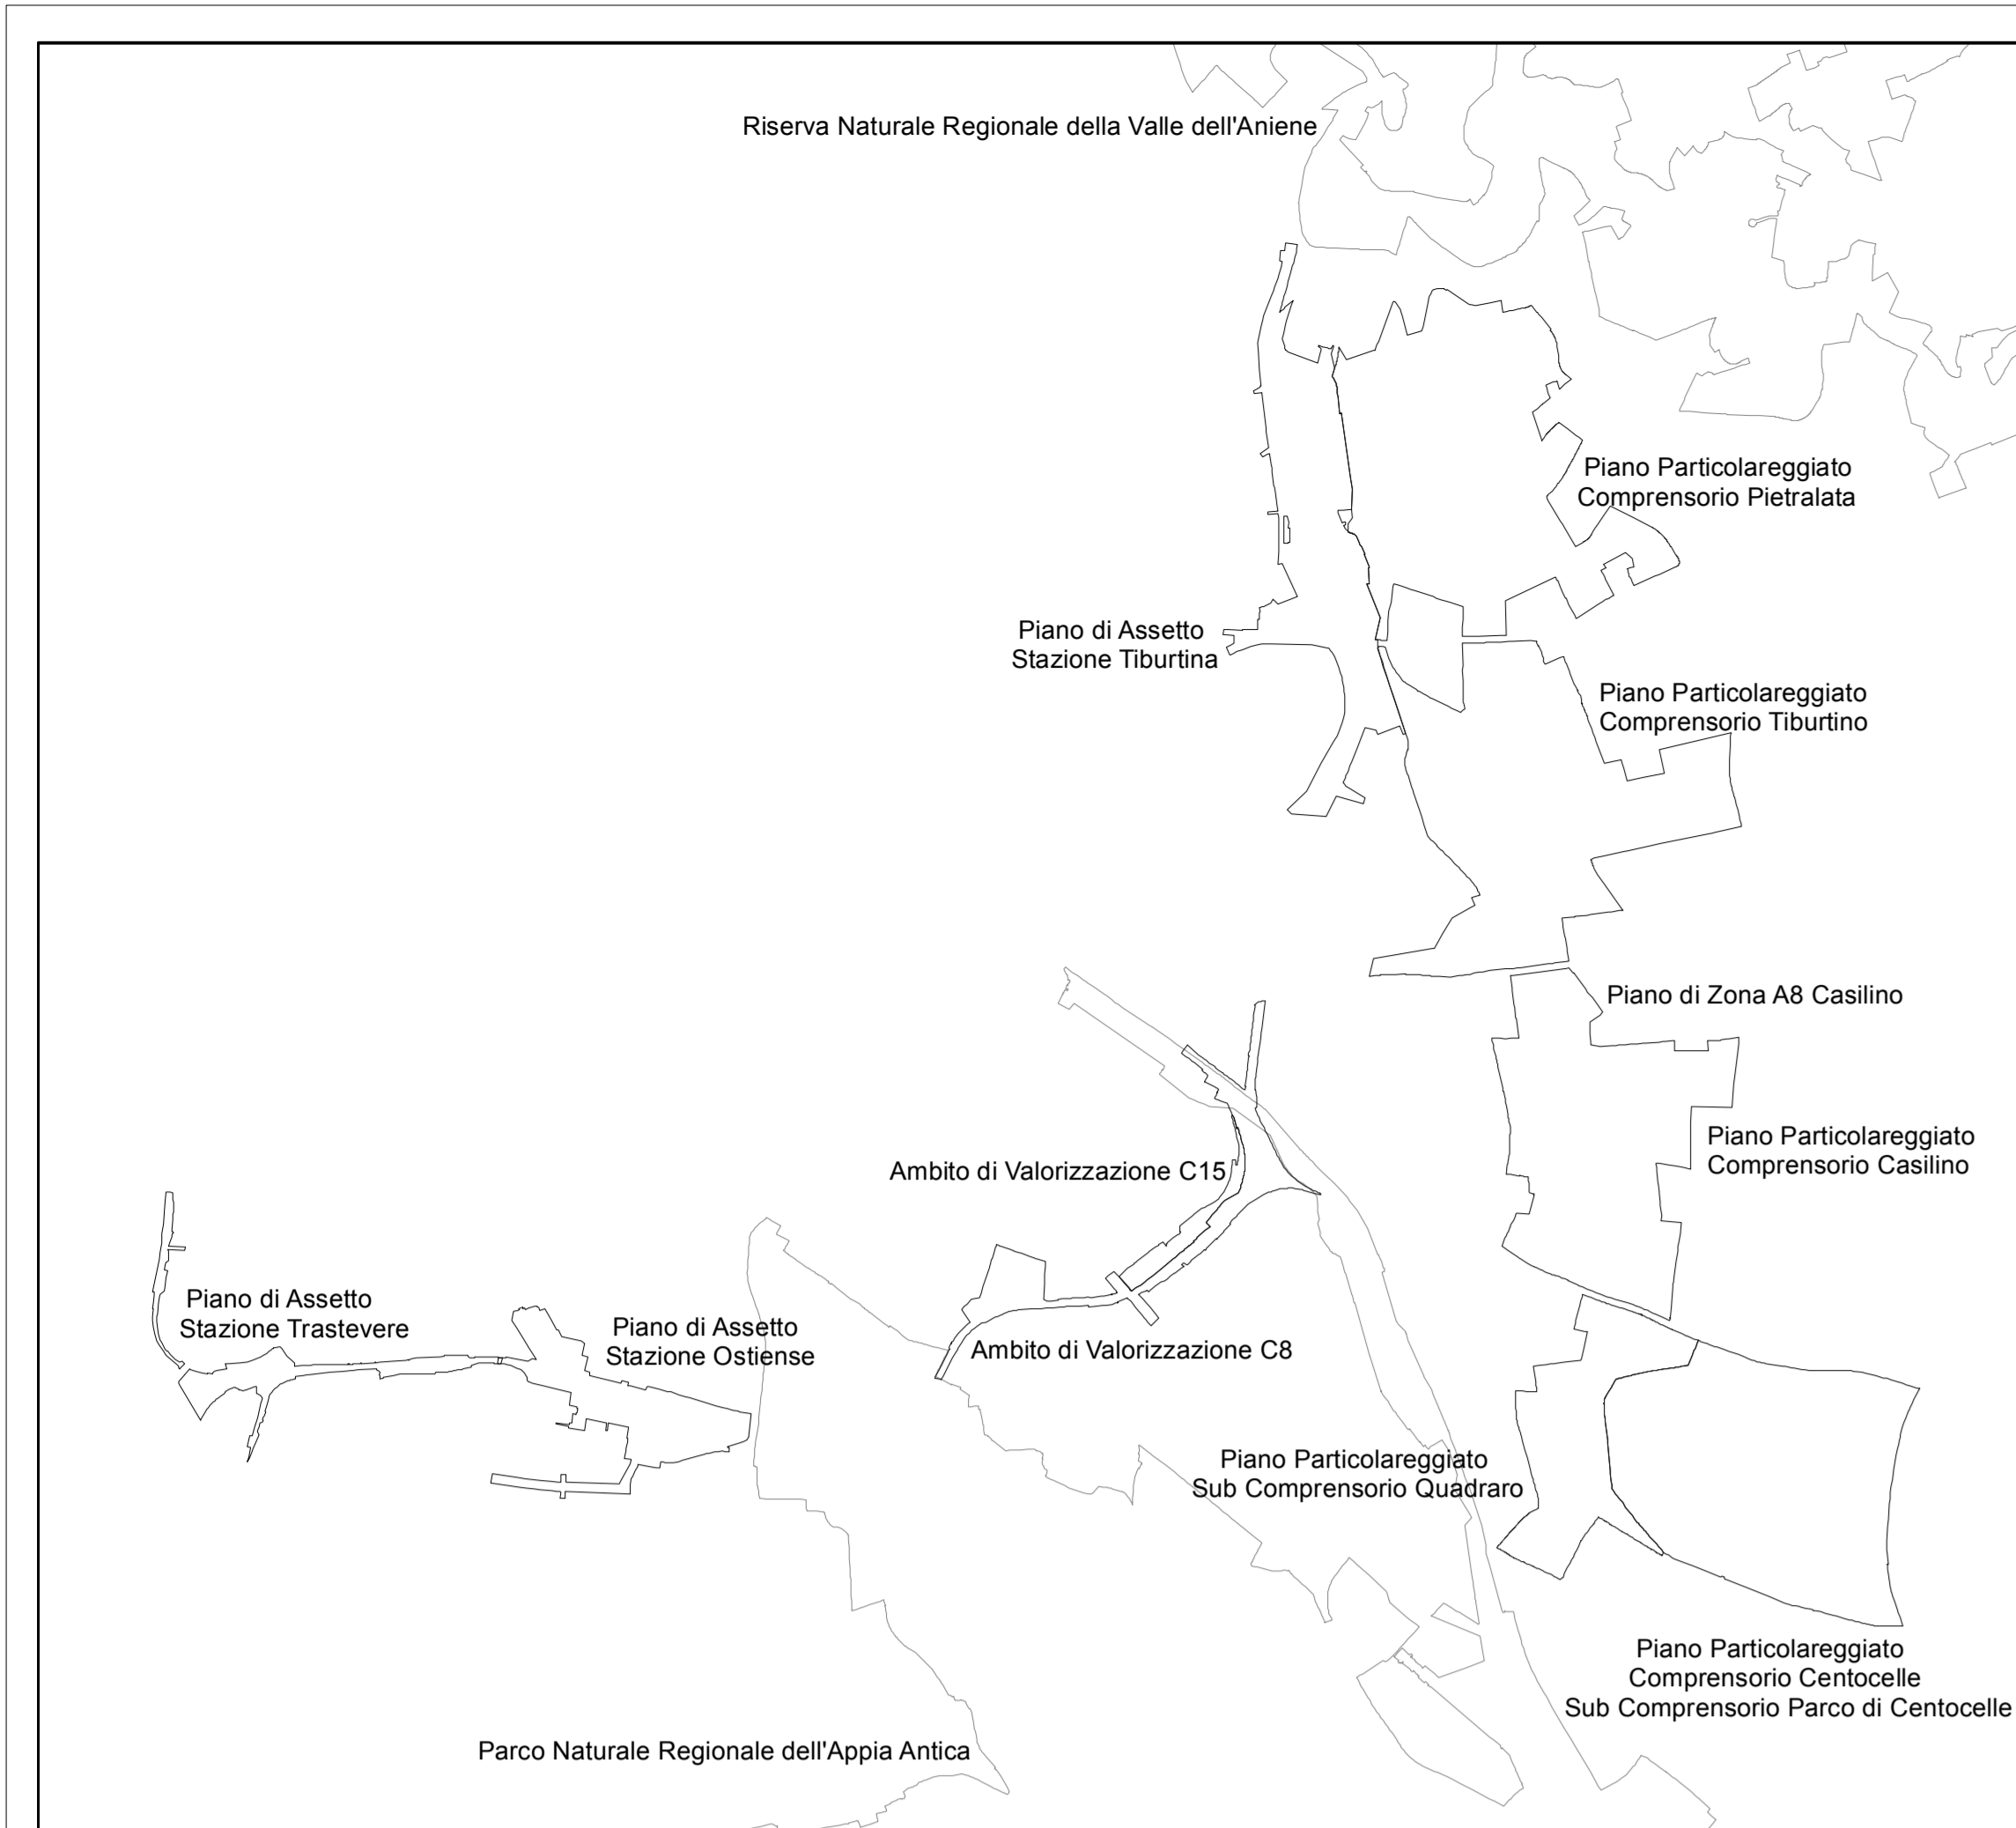 Riserva Naturale Regionale della Valle dell'Aniene
Piano Particolareggiato
Comprensorio Pietralata
Piano di Assetto
Stazione Tiburtina
Piano Particolareggiato
Comprensorio Tiburtino
Piano di Zona A8 Casilino
Piano Particolareggiato
Comprensorio Casilino
Ambito di Valorizzazione C15
Piano di Assetto
Stazione Trastevere
Piano di Assetto
Stazione Ostiense
Ambito di Valorizzazione C8
Piano Particolareggiato
Sub Comprensorio Quadraro
Piano Particolareggiato
Comprensorio Centocelle
Sub Comprensorio Parco di Centocelle
Parco Naturale Regionale dell'Appia Antica